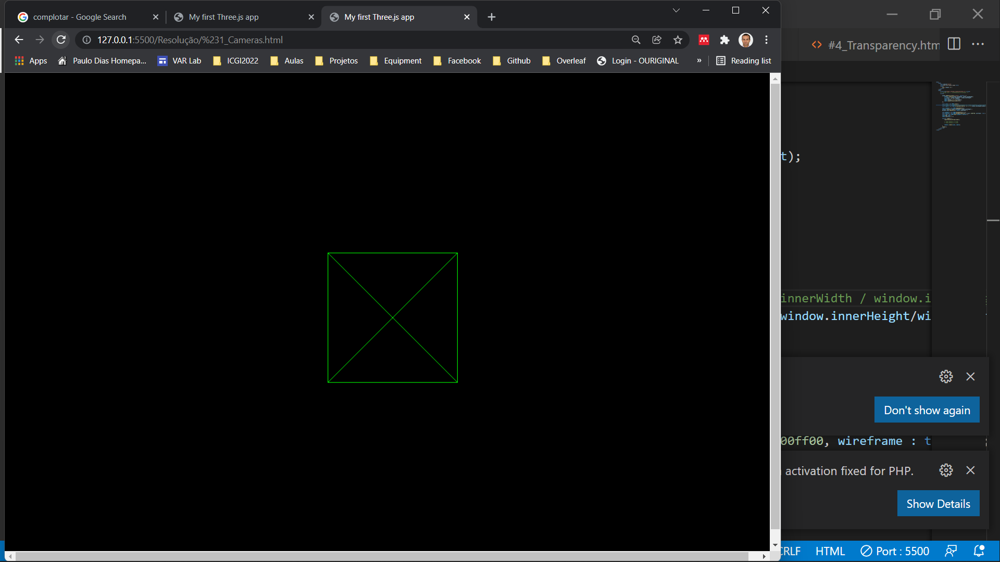 complotar - Google Search
My first Three.js app
My first Three.js app
#4_Transparency.htm
127.0.0.1:5500/Resolução/%231_Cameras.html
Apps
Paulo Dias Homepa...
VAR Lab
ICGI2022
Aulas
Projetos
Equipment
Facebook
Github
Overleaf
Login - OURIGINAL
»
Reading list
t);
innerWidth / window.i
window.innerHeight/wi
Don't show again
00ff00, wireframe : t
activation fixed for PHP.
Show Details
CRLF
HTML
Port : 5500